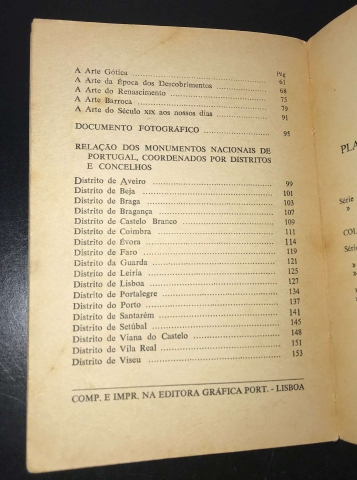 Pág
A Arte Gótica 61
A Arte da Época dos Descobrimentos 68
A Arte do Renascimento 75
A Arte Barroca 79
A Arte do Século XIX aos nossos dias 91
DOCUMENTO FOTOGRÁFICO 95
RELAÇÃO DOS MONUMENTOS NACIONAIS DE
PORTUGAL, COORDENADOS POR DISTRITOS
E CONCELHOS
Distrito de Aveiro 99
Distrito de Beja 101
Distrito de Braga 103
Distrito de Bragança 107
Distrito de Castelo Branco 109
Distrito de Coimbra 111
Distrito de Évora 114
Distrito de Faro 119
Distrito da Guarda 121
Distrito de Leiria 125
Distrito de Lisboa 127
Distrito de Portalegre 134
Distrito do Porto 137
Distrito de Santarém 141
Distrito de Setúbal 145
Distrito de Viana do Castelo 148
Distrito de Vila Real 151
Distrito de Viseu 153
COMP. E IMPR. NA EDITORA GRÁFICA PORT. - LISBOA
PLA
Série
»
COL
Série
»
»
»